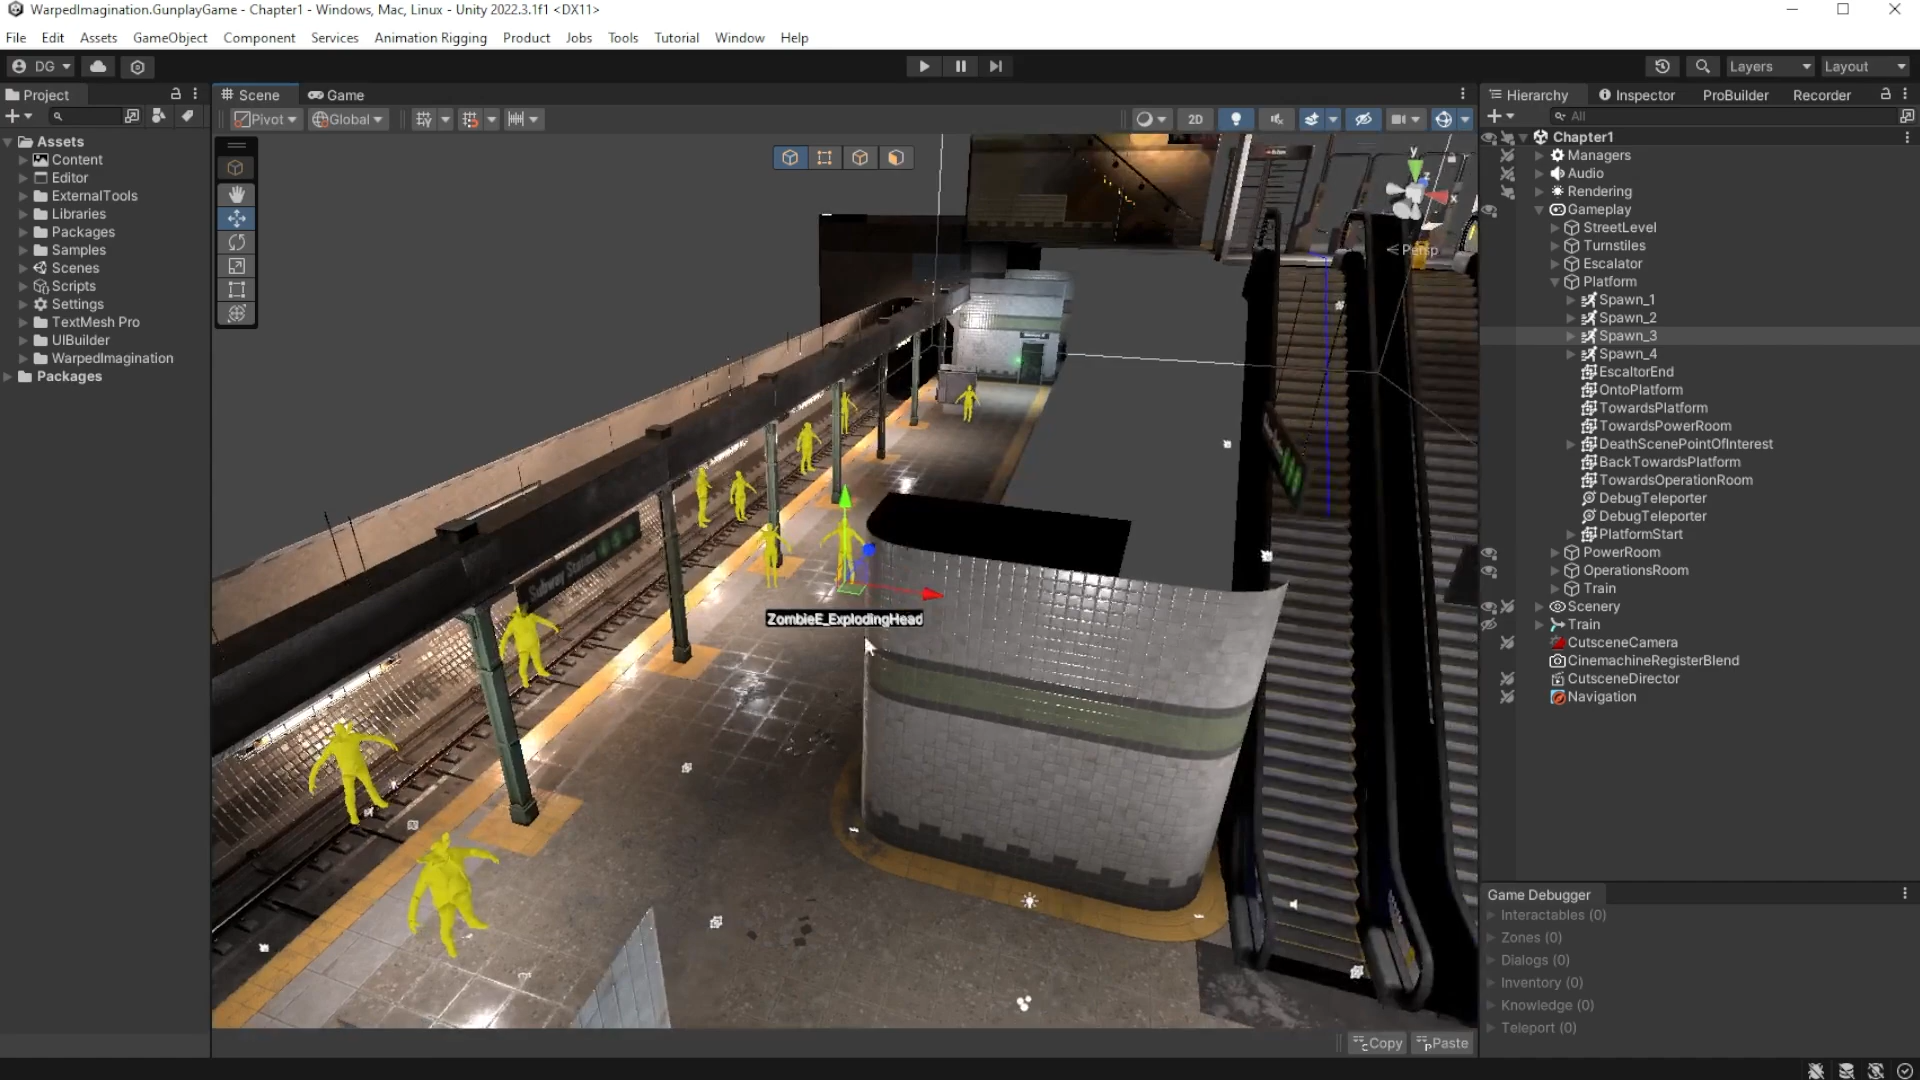 WarpedImagination.GunplayGame - Chapter1 - Windows, Mac, Linux - Unity 2022.3.1f1 <DX11>
File Edit Assets GameObject Component Services Animation Rigging Window Product Jobs Tools Tutorial Window Help
DG
Layers
Layout
Project
Assets
Content
Editor
ExternalTools
Libraries
Packages
Samples
Scenes
Scripts
Settings
TextMesh Pro
UIBuilder
WarpedImagination
Packages
Scene
Game
Pivot
Global
2D
y
z
x
Persp
Subway Station
ZombieE_ExplodingHead
Copy
Paste
Hierarchy
Inspector
ProBuilder
Recorder
All
Chapter1
Managers
Audio
Rendering
Gameplay
StreetLevel
Turnstiles
Escalator
Platform
Spawn_1
Spawn_2
Spawn_3
Spawn_4
EscaltorEnd
OntoPlatform
TowardsPlatform
TowardsPowerRoom
DeathScenePointOfInterest
BackTowardsPlatform
TowardsOperationRoom
DebugTeleporter
DebugTeleporter
PlatformStart
PowerRoom
OperationsRoom
Train
Scenery
Train
CutsceneCamera
CinemachineRegisterBlend
CutsceneDirector
Navigation
Game Debugger
Interactables (0)
Zones (0)
Dialogs (0)
Inventory (0)
Knowledge (0)
Teleport (0)